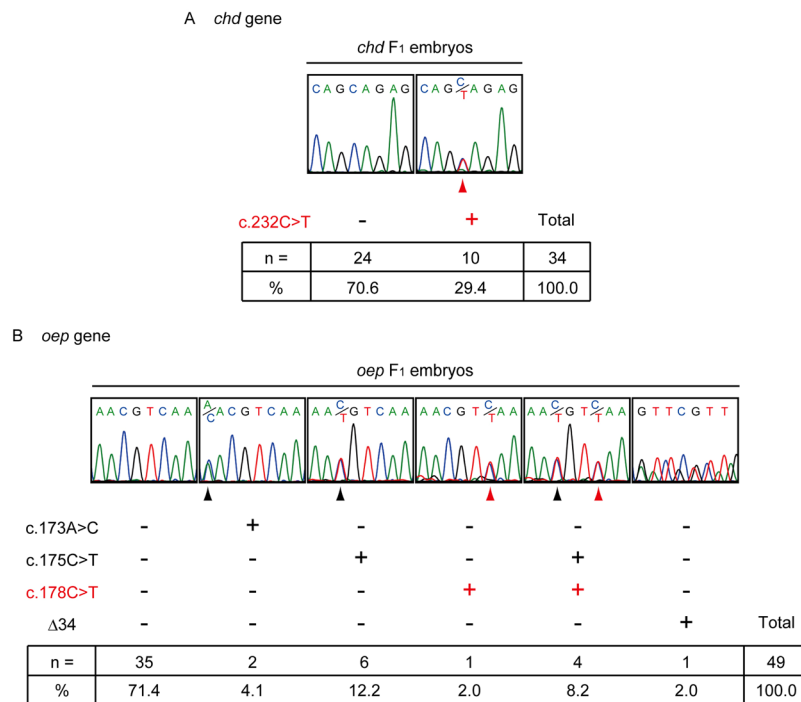 A chd gene
chd F1 embryos
C A G C A G A G C A G C/T A G A G
c.232C>T - + Total
n = 24 10 34
% 70.6 29.4 100.0
B oep gene
oep F1 embryos
A A C G T C A A A/C A C G T C A A A A C/T G T C A A A A C G T C/T A A A A C/T G T C/T A A G T T C G T T
c.173A>C - + - - - -
c.175C>T - - + - + -
c.178C>T - - - + + -
Δ34 - - - - - + Total
n = 35 2 6 1 4 1 49
% 71.4 4.1 12.2 2.0 8.2 2.0 100.0